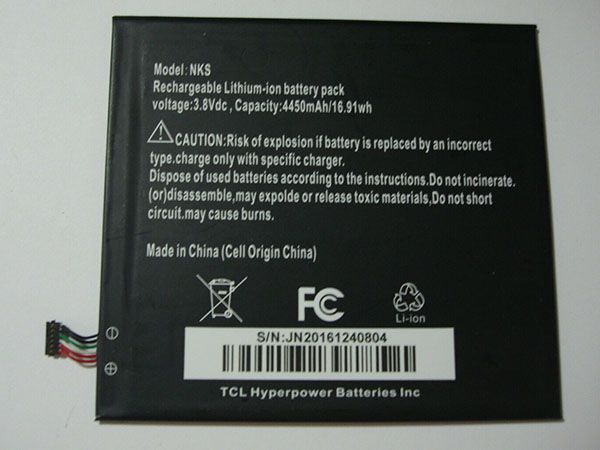 Model: NKS
Rechargeable Lithium-ion battery pack
voltage:3.8Vdc , Capacity:4450mAh/16.91wh
CAUTION:Risk of explosion if battery is replaced by an incorrect
type.charge only with specific charger.
Dispose of used batteries according to the instructions.Do not incinerate.
(or)disassemble,may expolde or release toxic materials,Do not short
circuit.may cause burns.
Made in China (Cell Origin China)
FC
Li-ion
S/N:JN20161240804
TCL Hyperpower Batteries Inc